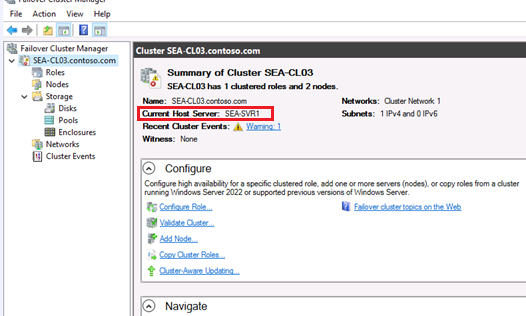 Failover Cluster Manager
File Action View Help
Failover Cluster Manager
SEA-CL03.contoso.com
Roles
Nodes
Storage
Disks
Pools
Enclosures
Networks
Cluster Events
Cluster SEA-CL03.contoso.com
Summary of Cluster SEA-CL03
SEA-CL03 has 1 clustered roles and 2 nodes.
Name: SEA-CL03.contoso.com Networks: Cluster Network 1
Current Host Server: SEA-SVR1 Subnets: 1 IPv4 and 0 IPv6
Recent Cluster Events: Warning: 1
Witness: None
Configure
Configure high availability for a specific clustered role, add one or more servers (nodes), or copy roles from a cluster
running Windows Server 2022 or supported previous versions of Windows Server.
Configure Role... Failover cluster topics on the Web
Validate Cluster...
Add Node...
Copy Cluster Roles...
Cluster-Aware Updating...
Navigate